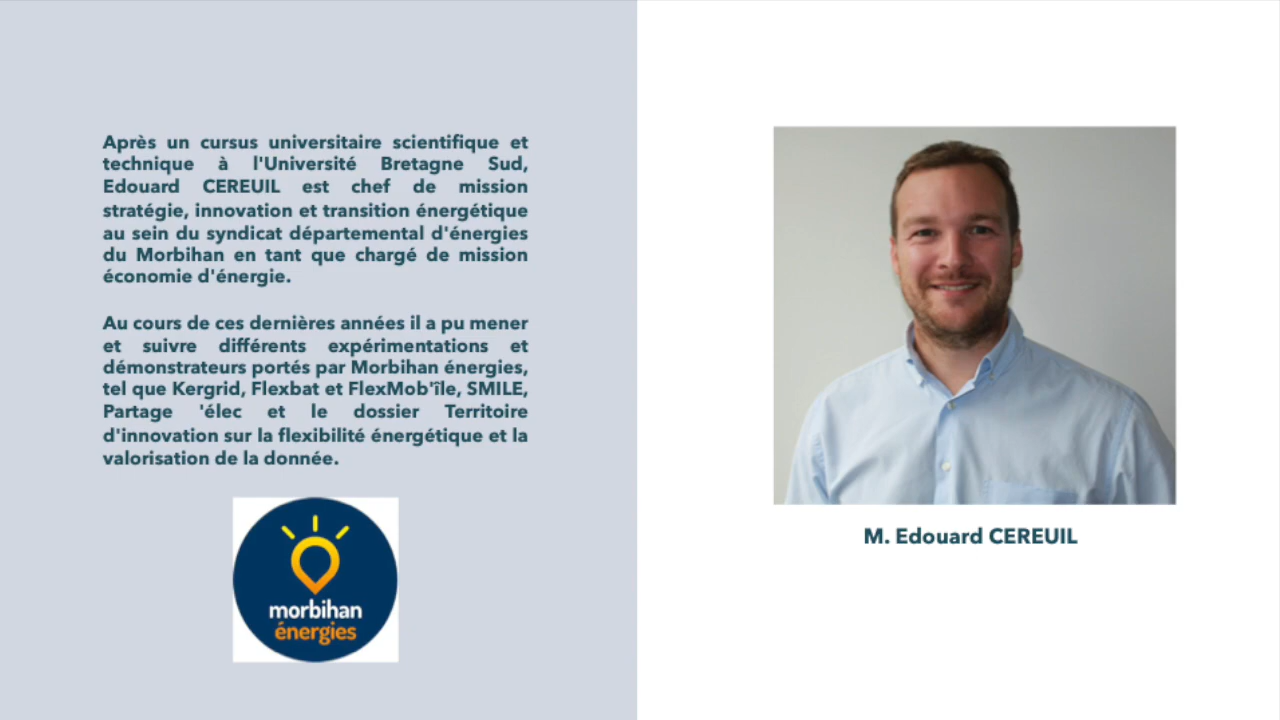 Après un cursus universitaire scientifique et
technique à l'Université Bretagne Sud,
Edouard CEREUIL est chef de mission
stratégie, innovation et transition énergétique
au sein du syndicat départemental d'énergies
du Morbihan en tant que chargé de mission
économie d'énergie.
Au cours de ces dernières années il a pu mener
et suivre différents expérimentations et
démonstrateurs portés par Morbihan énergies,
tel que Kergrid, Flexbat et FlexMob'île, SMILE,
Partage 'élec et le dossier Territoire
d'innovation sur la flexibilité énergétique et la
valorisation de la donnée.
morbihan
énergies
M. Edouard CEREUIL